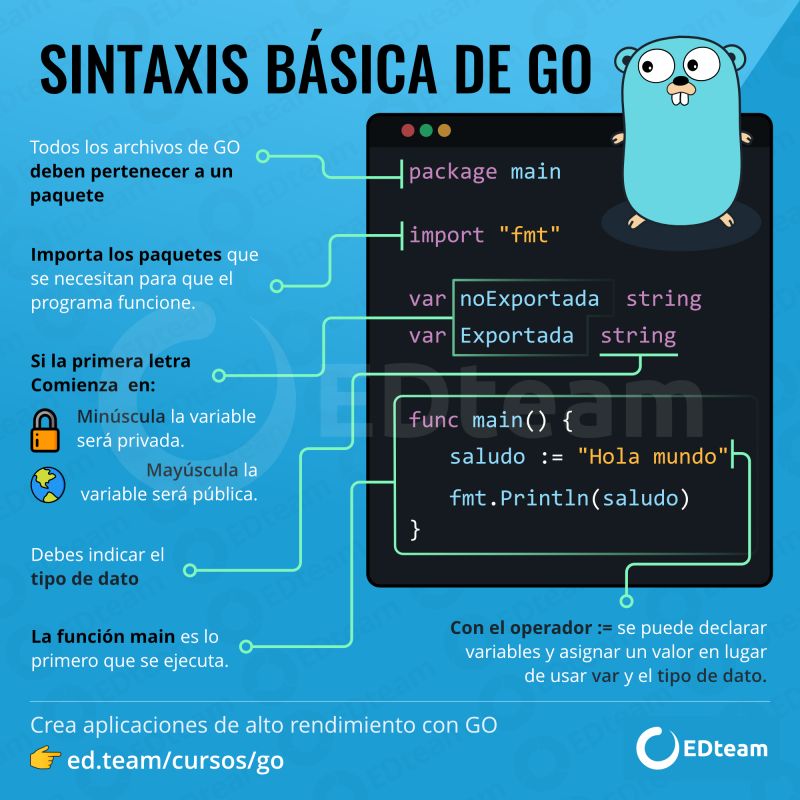 SINTAXIS BÁSICA DE GO
Todos los archivos de GO
deben pertenecer a un
paquete
Importa los paquetes que
se necesitan para que el
programa funcione.
Si la primera letra
Comienza en:
Minúscula la variable
será privada.
Mayúscula la
variable será pública.
Debes indicar el
tipo de dato
La función main es lo
primero que se ejecuta.
package main
import "fmt"
var noExportada string
var Exportada string
func main() {
saludo := "Hola mundo"
fmt.Println(saludo)
}
Con el operador := se puede declarar
variables y asignar un valor en lugar
de usar var y el tipo de dato.
Crea aplicaciones de alto rendimiento con GO
ed.team/cursos/go
EDteam
EDteam